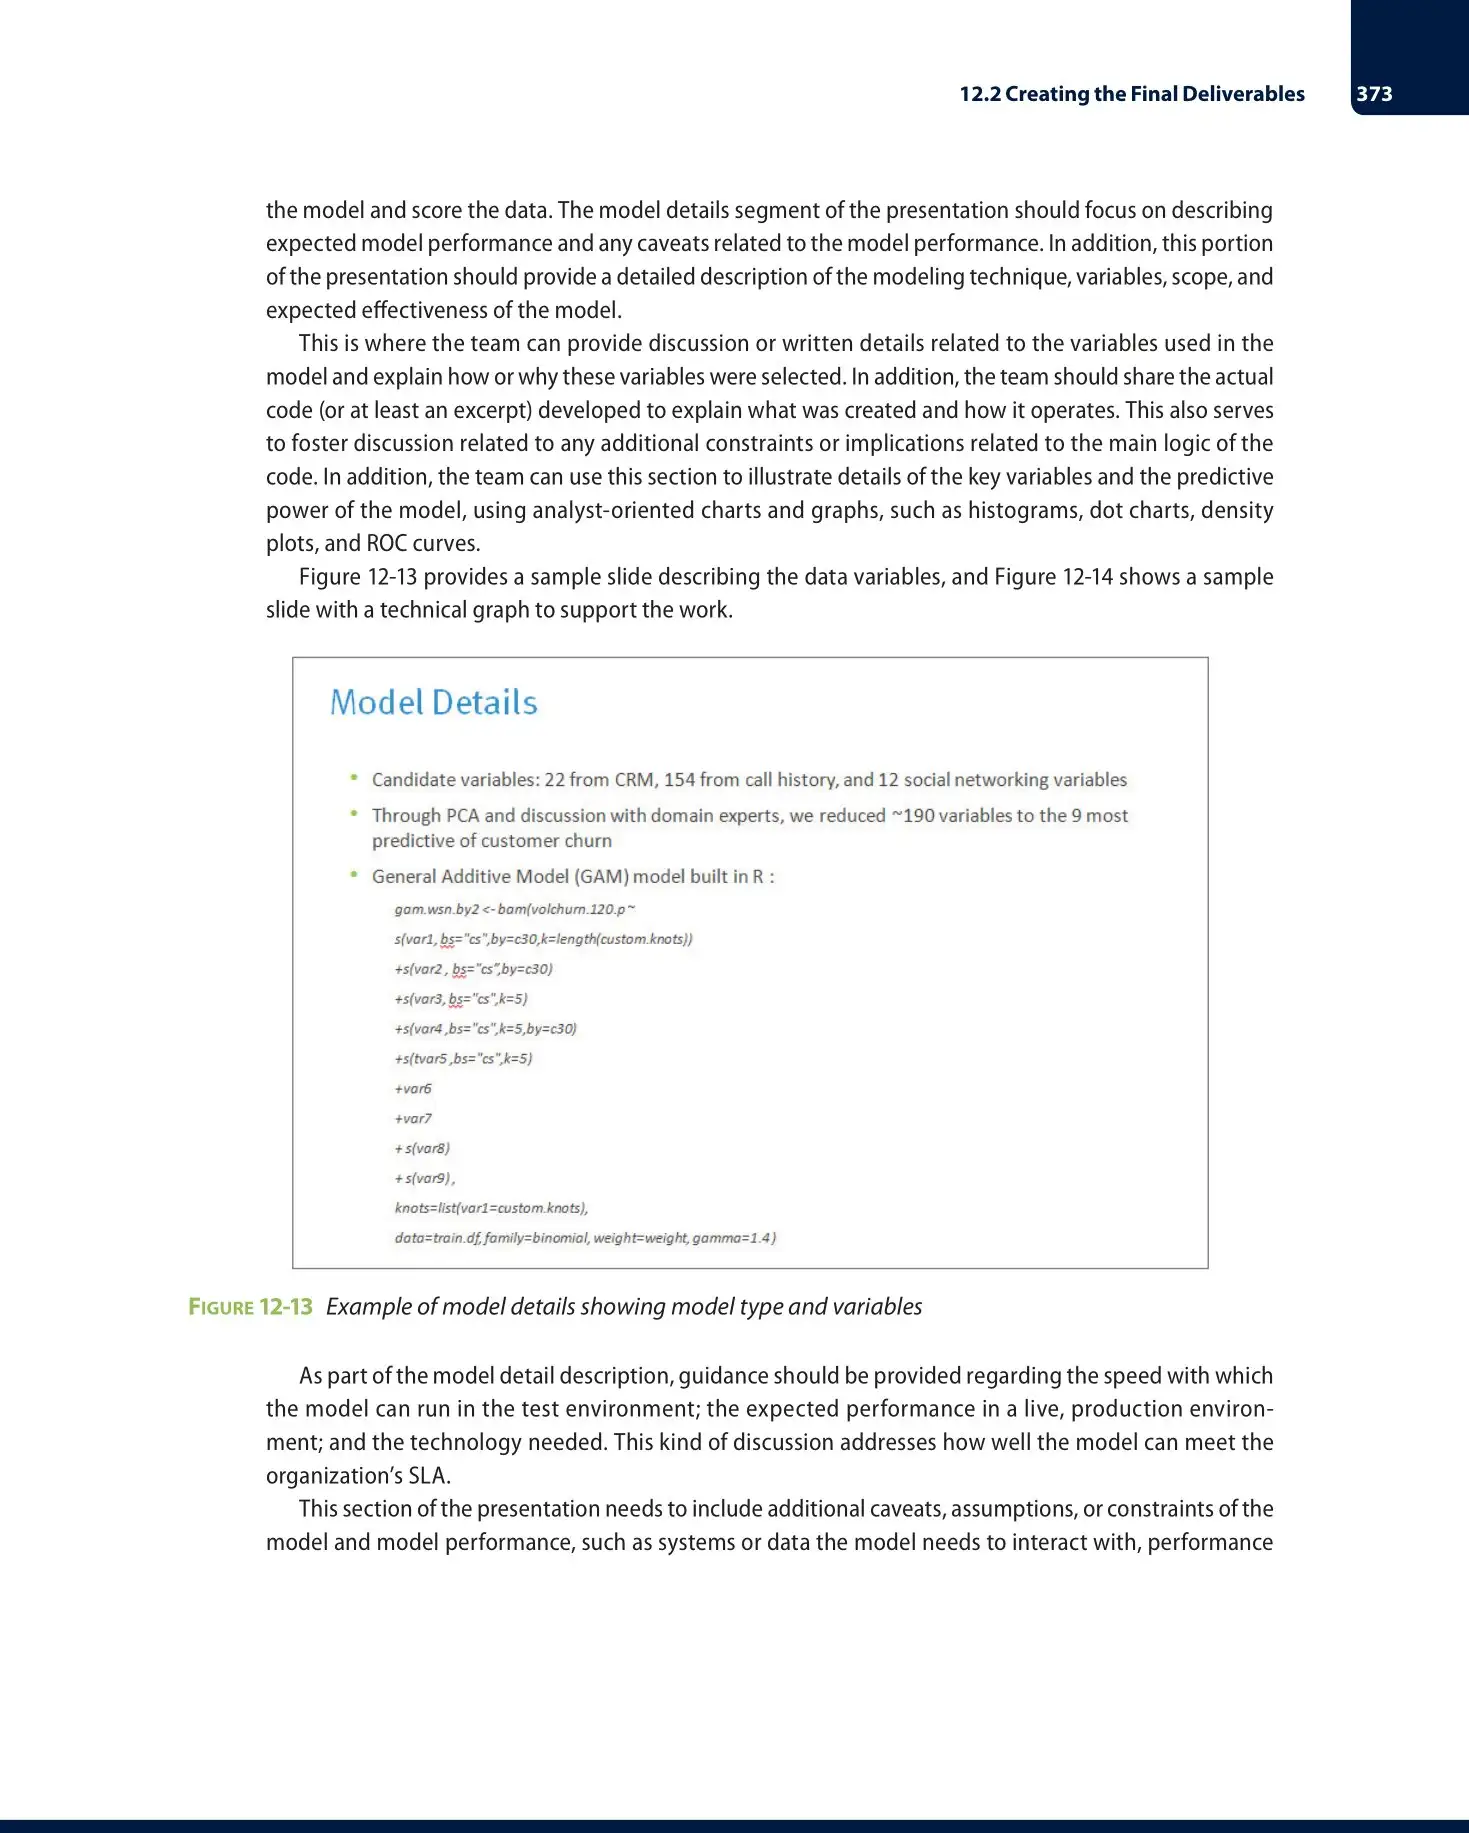 12.2 Creating the Final Deliverables 373
the model and score the data. The model details segment of the presentation should focus on describing
expected model performance and any caveats related to the model performance. In addition, this portion
of the presentation should provide a detailed description of the modeling technique, variables, scope, and
expected effectiveness of the model.
This is where the team can provide discussion or written details related to the variables used in the
model and explain how or why these variables were selected. In addition, the team should share the actual
code (or at least an excerpt) developed to explain what was created and how it operates. This also serves
to foster discussion related to any additional constraints or implications related to the main logic of the
code. In addition, the team can use this section to illustrate details of the key variables and the predictive
power of the model, using analyst-oriented charts and graphs, such as histograms, dot charts, density
plots, and ROC curves.
Figure 12-13 provides a sample slide describing the data variables, and Figure 12-14 shows a sample
slide with a technical graph to support the work.
Model Details
• Candidate variables: 22 from CRM, 154 from call history, and 12 social networking variables
• Through PCA and discussion with domain experts, we reduced ~190 variables to the 9 most
predictive of customer churn
• General Additive Model (GAM) model built in R :
gam.wsn.by2 <- bam(volchurn.120.p ~
s(var1, bs="cs",by=c30,k=length(custom.knots))
+s(var2 , bs="cs",by=c30)
+s(var3, bs="cs",k=5)
+s(var4 ,bs="cs",k=5,by=c30)
+s(tvar5 ,bs="cs",k=5)
+var6
+var7
+ s(var8)
+ s(var9) ,
knots=list(var1=custom.knots),
data=train.df, family=binomial, weight=weight, gamma=1.4)
FIGURE 12-13 Example of model details showing model type and variables
As part of the model detail description, guidance should be provided regarding the speed with which
the model can run in the test environment; the expected performance in a live, production environ-
ment; and the technology needed. This kind of discussion addresses how well the model can meet the
organization’s SLA.
This section of the presentation needs to include additional caveats, assumptions, or constraints of the
model and model performance, such as systems or data the model needs to interact with, performance